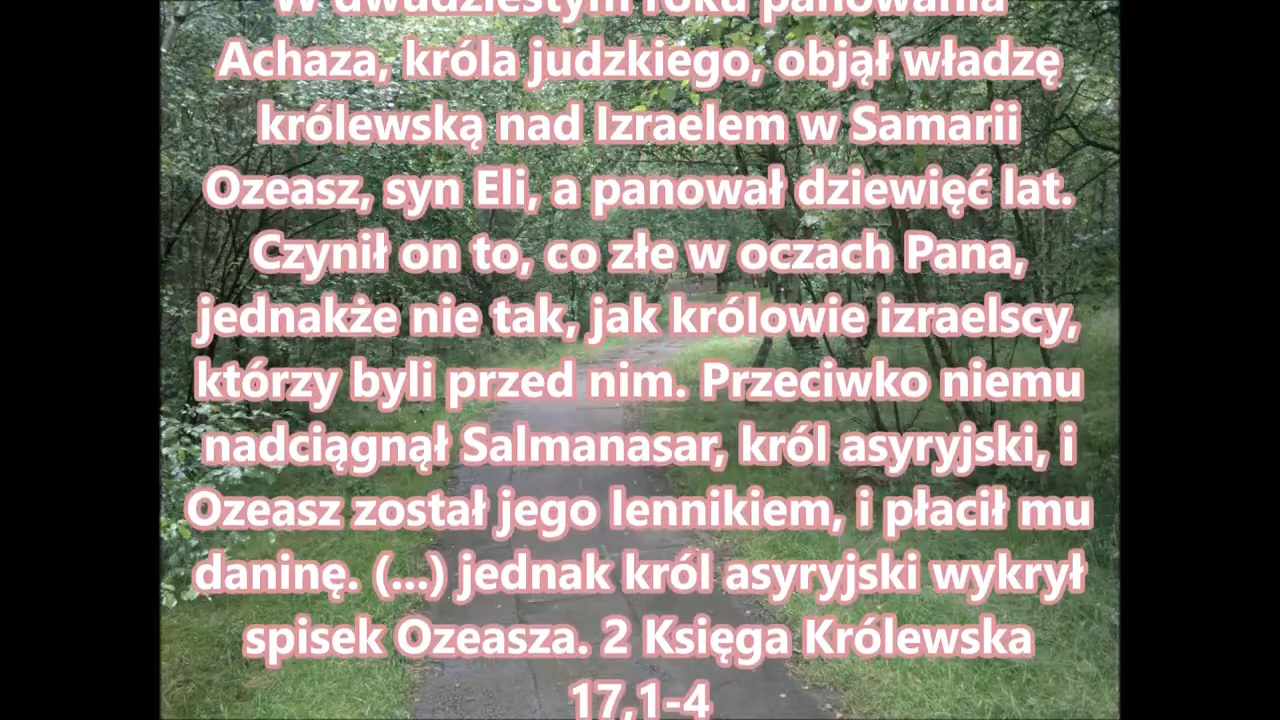 W dwudziestym roku panowania
Achaza, króla judzkiego, objął władzę
królewską nad Izraelem w Samarii
Ozeasz, syn Eli, a panował dziewięć lat.
Czynił on to, co złe w oczach Pana,
jednakże nie tak, jak królowie izraelscy,
którzy byli przed nim. Przeciwko niemu
nadciągnął Salmanasar, król asyryjski, i
Ozeasz został jego lennikiem, i płacił mu
daninę. (...) jednak król asyryjski wykrył
spisek Ozeasza. 2 Księga Królewska
17,1-4